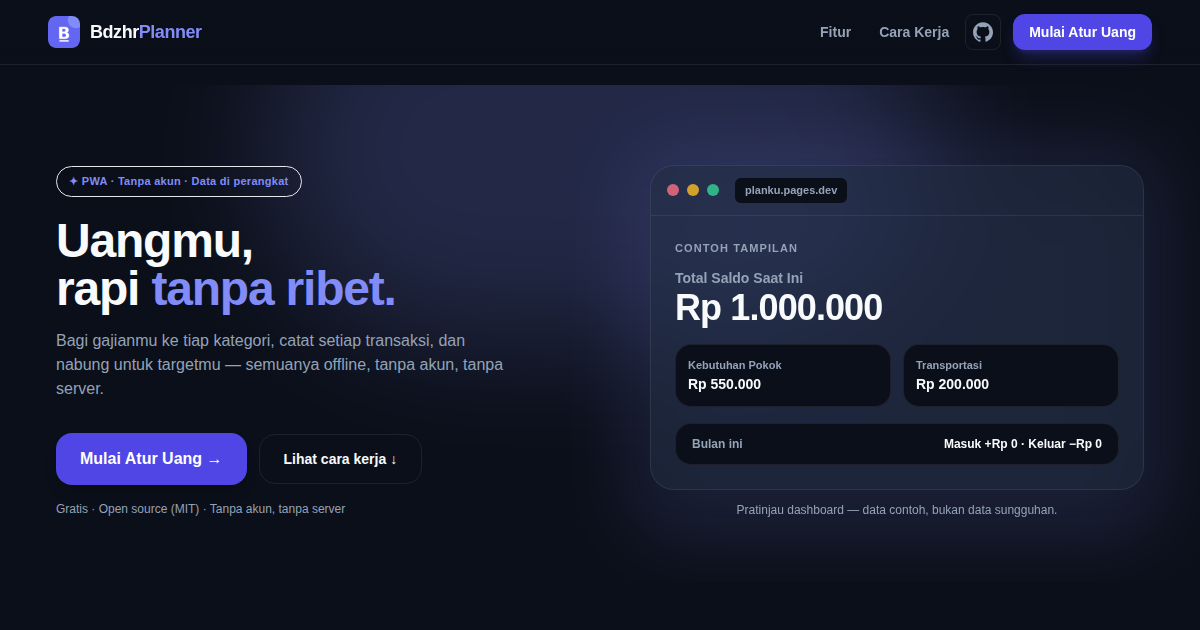 B
BdzhrPlanner
Fitur
Cara Kerja
Mulai Atur Uang
✦ PWA · Tanpa akun · Data di perangkat
Uangmu,
rapi tanpa ribet.
Bagi gajianmu ke tiap kategori, catat setiap transaksi, dan
nabung untuk targetmu — semuanya offline, tanpa akun, tanpa
server.
Mulai Atur Uang →
Lihat cara kerja ↓
Gratis · Open source (MIT) · Tanpa akun, tanpa server
planku.pages.dev
CONTOH TAMPILAN
Total Saldo Saat Ini
Rp 1.000.000
Kebutuhan Pokok
Rp 550.000
Transportasi
Rp 200.000
Bulan ini
Masuk +Rp 0 · Keluar −Rp 0
Pratinjau dashboard — data contoh, bukan data sungguhan.